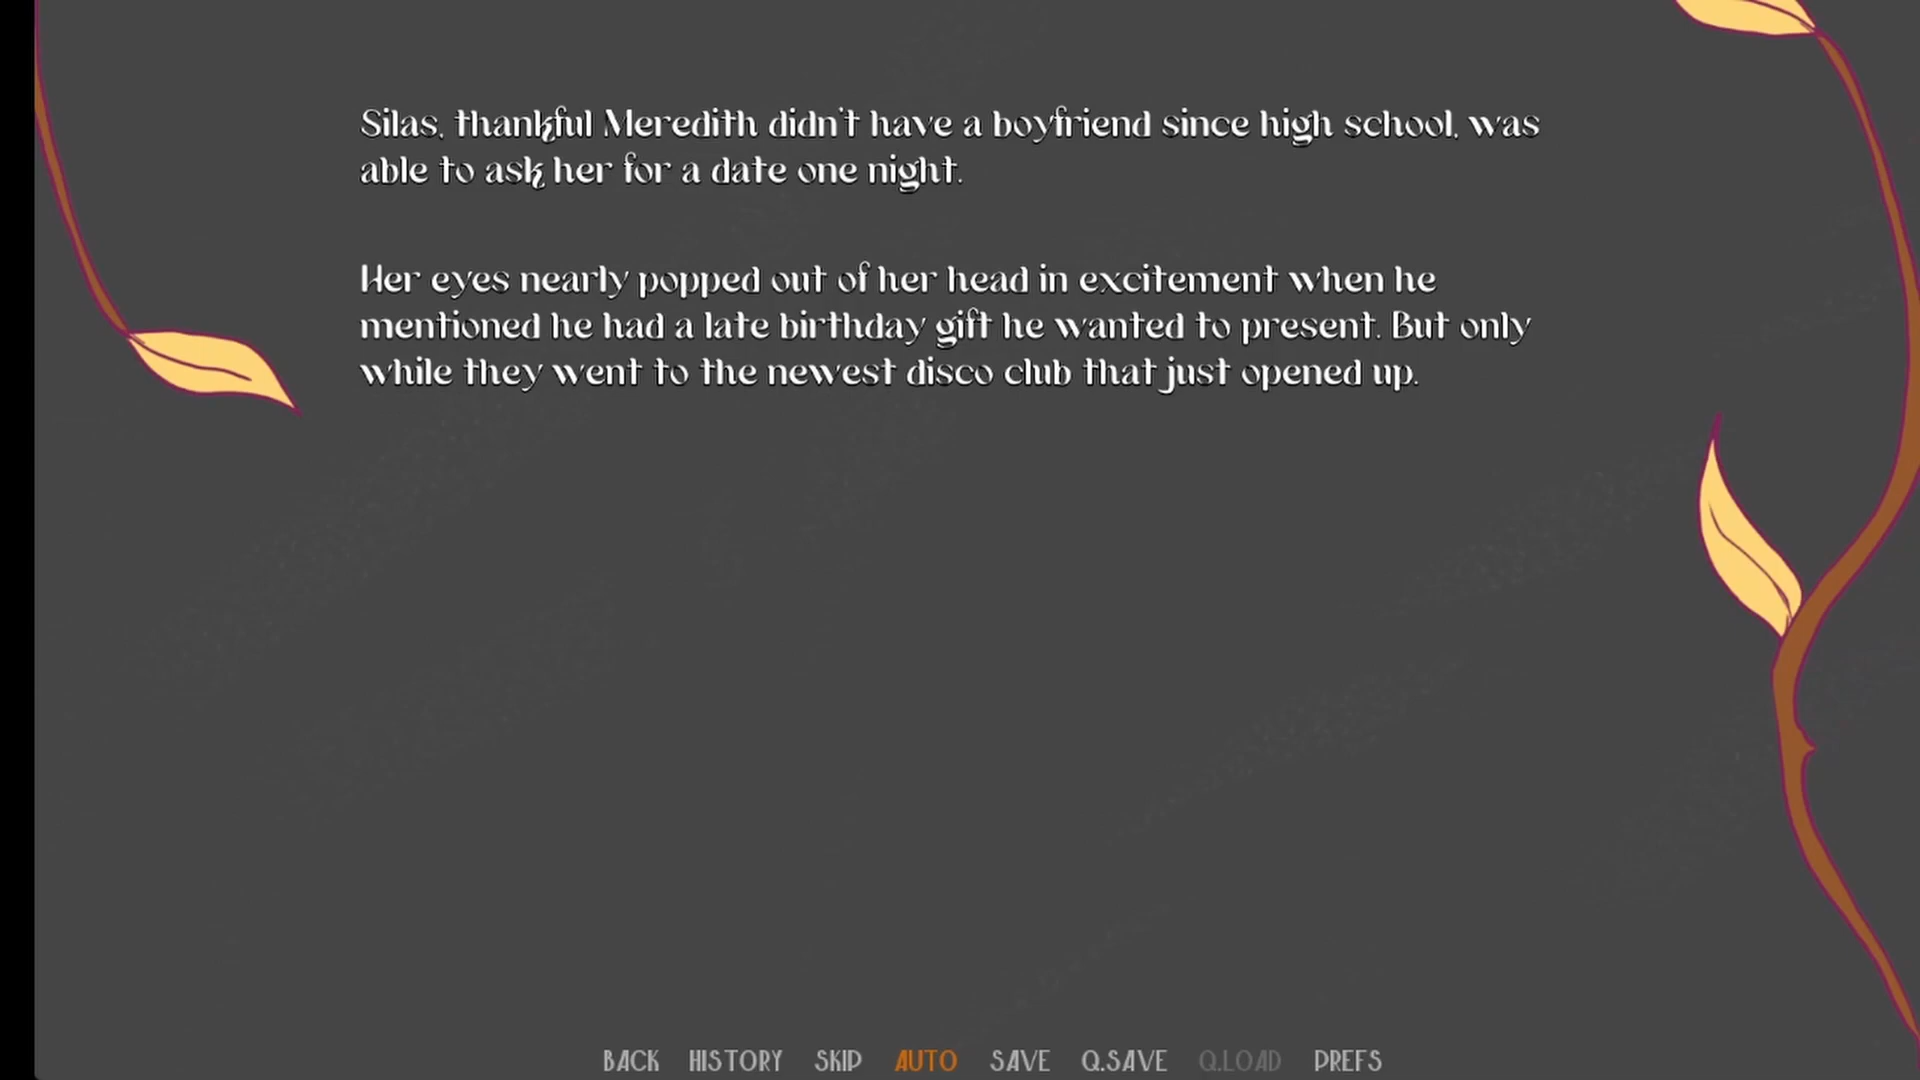 Silas, thankful Meredith didn't have a boyfriend since high school, was
able to ask her for a date one night.
Her eyes nearly popped out of her head in excitement when he
mentioned he had a late birthday gift he wanted to present. But only
while they went to the newest disco club that just opened up.
BACK HISTORY SKIP AUTO SAVE Q.SAVE Q.LOAD PREFS